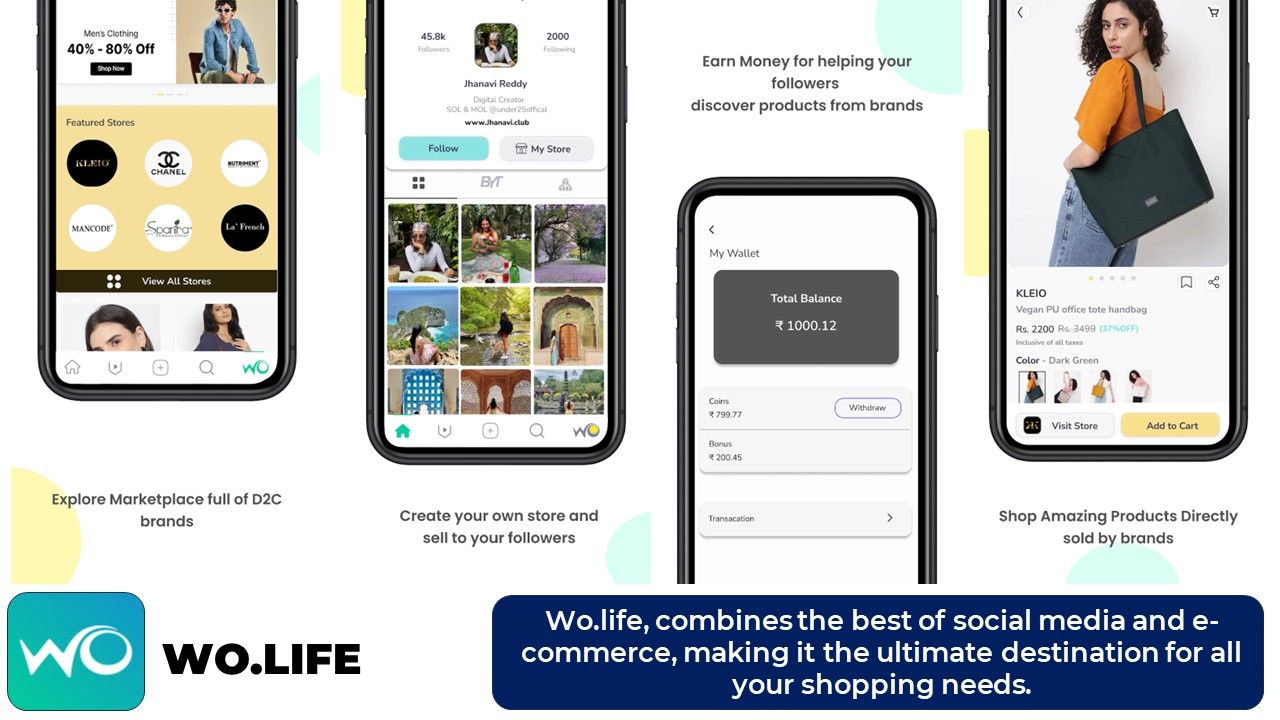 Men's Clothing
40% - 80% Off
Shop Now
Featured Stores
KLEIO
CHANEL
NUTRIMENT
MANCODE
Spantra
La' French
View All Stores
WO
Explore Marketplace full of D2C
brands
45.8k
Followers
2000
Following
Jhanavi Reddy
Digital Creator
SOL & MOL @under25offical
www.Jhanavi.club
Follow
My Store
BYT
WO
Create your own store and
sell to your followers
Earn Money for helping your
followers
discover products from brands
My Wallet
Total Balance
₹ 1000.12
Coins
₹ 799.77
Withdraw
Bonus
₹ 200.45
Transacation
KLEIO
Vegan PU office tote handbag
Rs. 2200 Rs. 3499 (37%OFF)
Inclusive of all taxes
Color - Dark Green
Visit Store
Add to Cart
Shop Amazing Products Directly
sold by brands
WO
WO.LIFE
Wo.life, combines the best of social media and e-
commerce, making it the ultimate destination for all
your shopping needs.